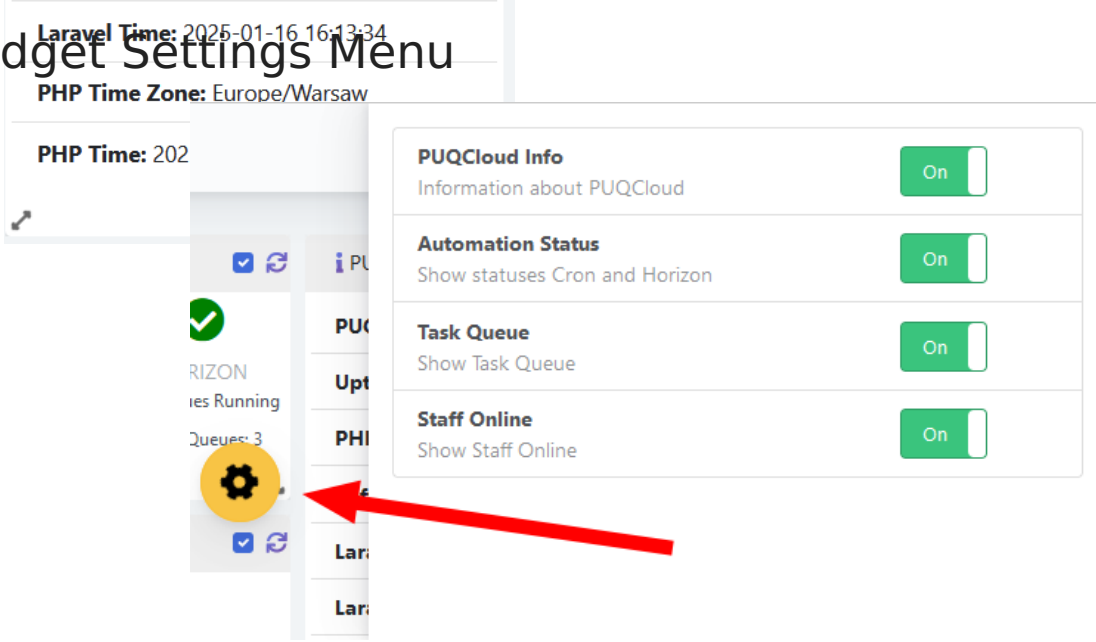 Laravel Time: 2025-01-16 16:13:34
dget Settings Menu
PHP Time Zone: Europe/Warsaw
PHP Time: 202
PUQCloud Info
Information about PUQCloud
On
Automation Status
Show statuses Cron and Horizon
On
Task Queue
Show Task Queue
On
Staff Online
Show Staff Online
On
RIZON
Running
Queues: 3